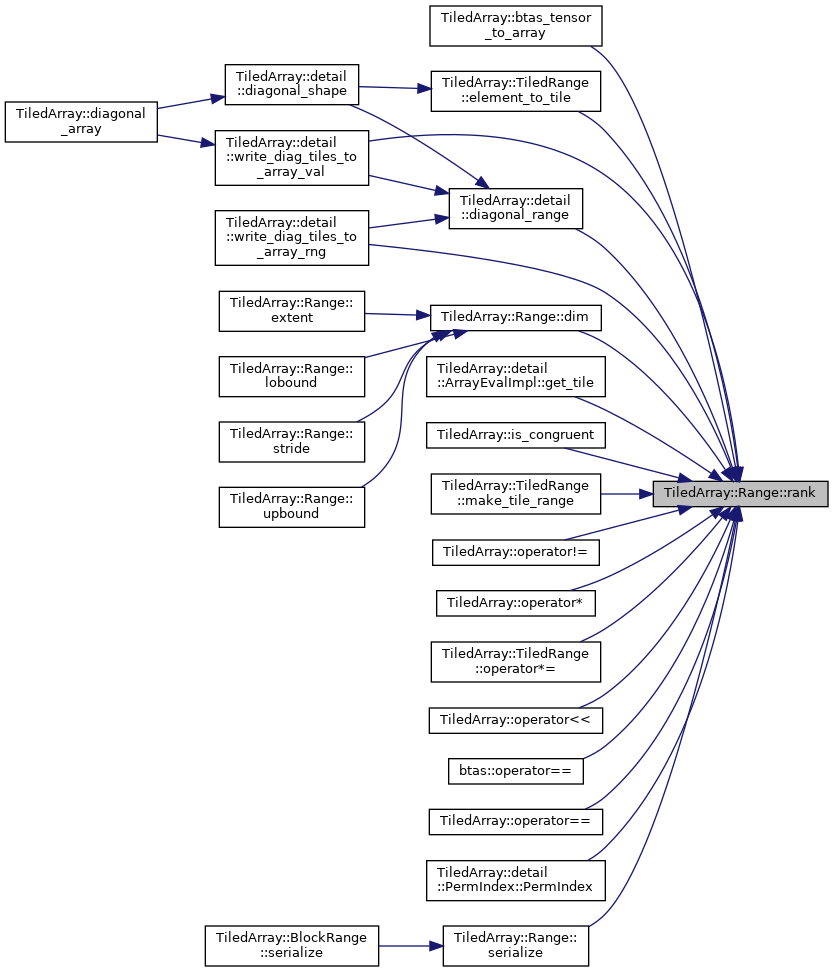 TiledArray::btas_tensor
_to_array
TiledArray::detail
::diagonal_shape
TiledArray::TiledRange
::element_to_tile
TiledArray::diagonal
_array
TiledArray::detail
::write_diag_tiles_to
_array_val
TiledArray::detail
::diagonal_range
TiledArray::detail
::write_diag_tiles_to
_array_rng
TiledArray::Range::
extent
TiledArray::Range::dim
TiledArray::Range::
lobound
TiledArray::detail
::ArrayEvalImpl::get_tile
TiledArray::Range::
stride
TiledArray::is_congruent
TiledArray::Range::
upbound
TiledArray::TiledRange
::make_tile_range
TiledArray::Range::rank
TiledArray::operator!=
TiledArray::operator*
TiledArray::TiledRange
::operator*=
TiledArray::operator<<
btas::operator==
TiledArray::operator==
TiledArray::detail
::PermIndex::PermIndex
TiledArray::BlockRange
::serialize
TiledArray::Range::
serialize